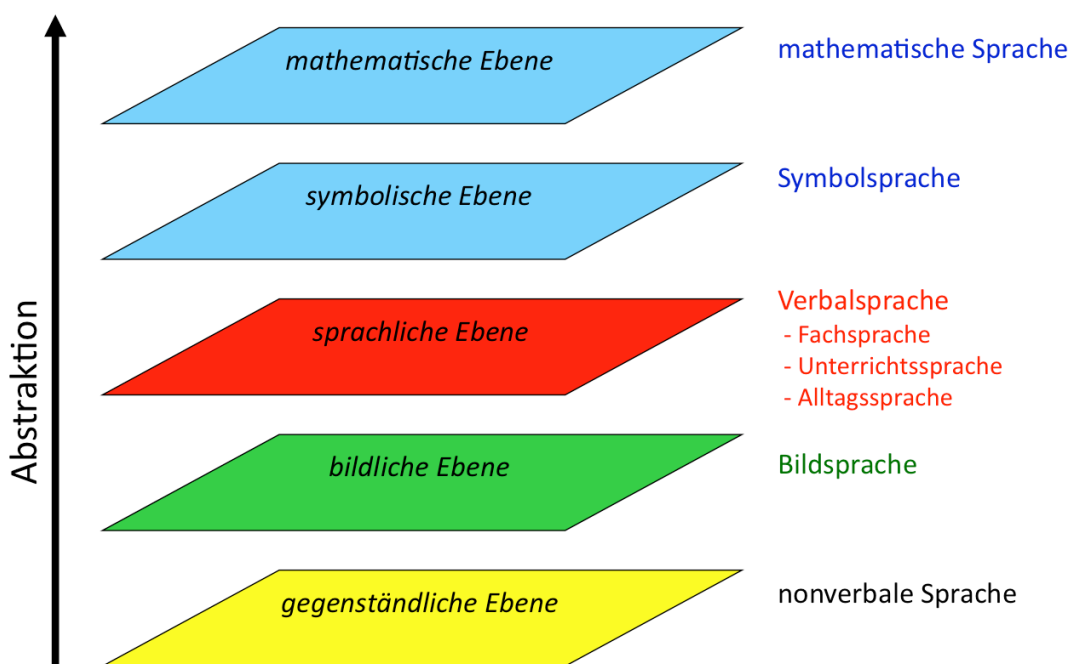 mathematische Ebene
mathematische Sprache
symbolische Ebene
Symbolsprache
sprachliche Ebene
Verbalsprache
- Fachsprache
- Unterrichtssprache
- Alltagssprache
bildliche Ebene
Bildsprache
gegenständliche Ebene
nonverbale Sprache
Abstraktion